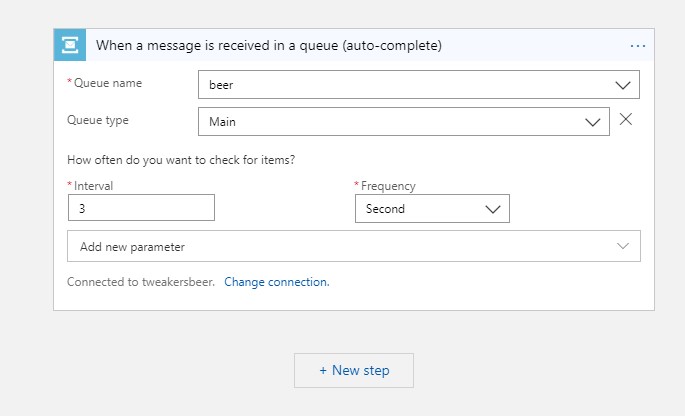 When a message is received in a queue (auto-complete)
* Queue name
beer
Queue type
Main
How often do you want to check for items?
* Interval
* Frequency
3
Second
Add new parameter
Connected to tweakersbeer. Change connection.
+ New step